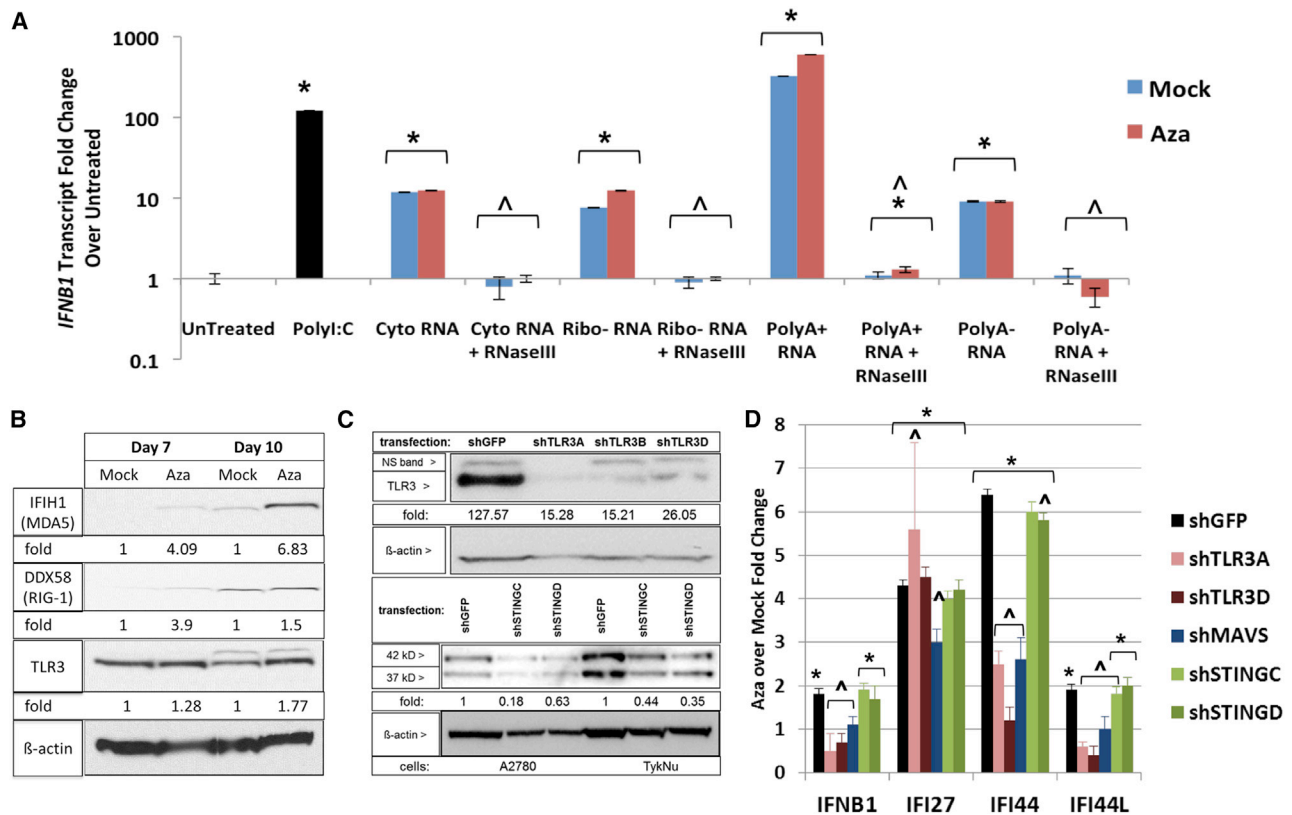 A
IFNB1 Transcript Fold Change
Over Untreated
1000
100
10
1
0.1
*
*
^
*
^
*
^
*
*
^
Mock
Aza
UnTreated
PolyI:C
Cyto RNA
Cyto RNA
+ RNaseIII
Ribo- RNA
Ribo- RNA
+ RNaseIII
PolyA+
RNA
PolyA+
RNA +
RNaseIII
PolyA-
RNA
PolyA-
RNA +
RNaseIII
B
Day 7 Day 10
Mock Aza Mock Aza
IFIH1
(MDA5)
fold 1 4.09 1 6.83
DDX58
(RIG-1)
fold 1 3.9 1 1.5
TLR3
fold 1 1.28 1 1.77
ß-actin
C
transfection: shGFP shTLR3A shTLR3B shTLR3D
NS band >
TLR3 >
fold: 127.57 15.28 15.21 26.05
ß-actin >
transfection: shGFP shSTINGC shSTINGD shGFP shSTINGC shSTINGD
42 kD >
37 kD >
fold: 1 0.18 0.63 1 0.44 0.35
ß-actin >
cells: A2780 TykNu
D
Aza over Mock Fold Change
8
7
6
5
4
3
2
1
0
* ^ *
* ^ ^
* ^ ^
* ^ *
IFNB1 IFI27 IFI44 IFI44L
shGFP
shTLR3A
shTLR3D
shMAVS
shSTINGC
shSTINGD